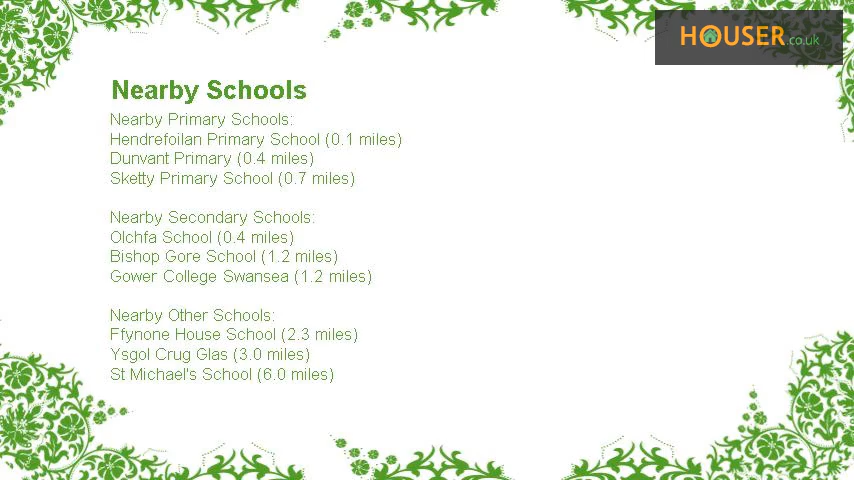 HOUSER.co.uk
Nearby Schools
Nearby Primary Schools:
Hendrefoilan Primary School (0.1 miles)
Dunvant Primary (0.4 miles)
Sketty Primary School (0.7 miles)
Nearby Secondary Schools:
Olchfa School (0.4 miles)
Bishop Gore School (1.2 miles)
Gower College Swansea (1.2 miles)
Nearby Other Schools:
Ffynone House School (2.3 miles)
Ysgol Crug Glas (3.0 miles)
St Michael's School (6.0 miles)